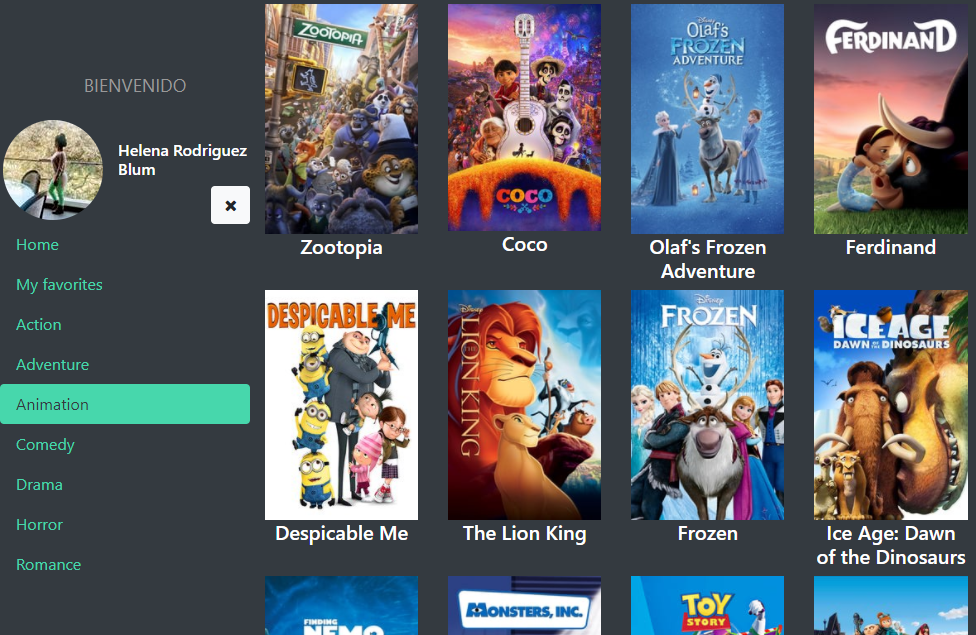 BIENVENIDO
Helena Rodriguez
Blum
Home
My favorites
Action
Adventure
Animation
Comedy
Drama
Horror
Romance
ZOOTOPIA
Zootopia
COCO
Coco
Disney
Olaf's
FROZEN
ADVENTURE
Olaf's Frozen
Adventure
FERDINAND
Ferdinand
DESPICABLE ME
Despicable Me
Disney
THE
LION KING
The Lion King
Disney
FROZEN
Frozen
ICE AGE
DAWN OF THE DINOSAURS
Ice Age: Dawn
of the Dinosaurs
FINDING
NEMO
MONSTERS, INC.
TOY
STORY